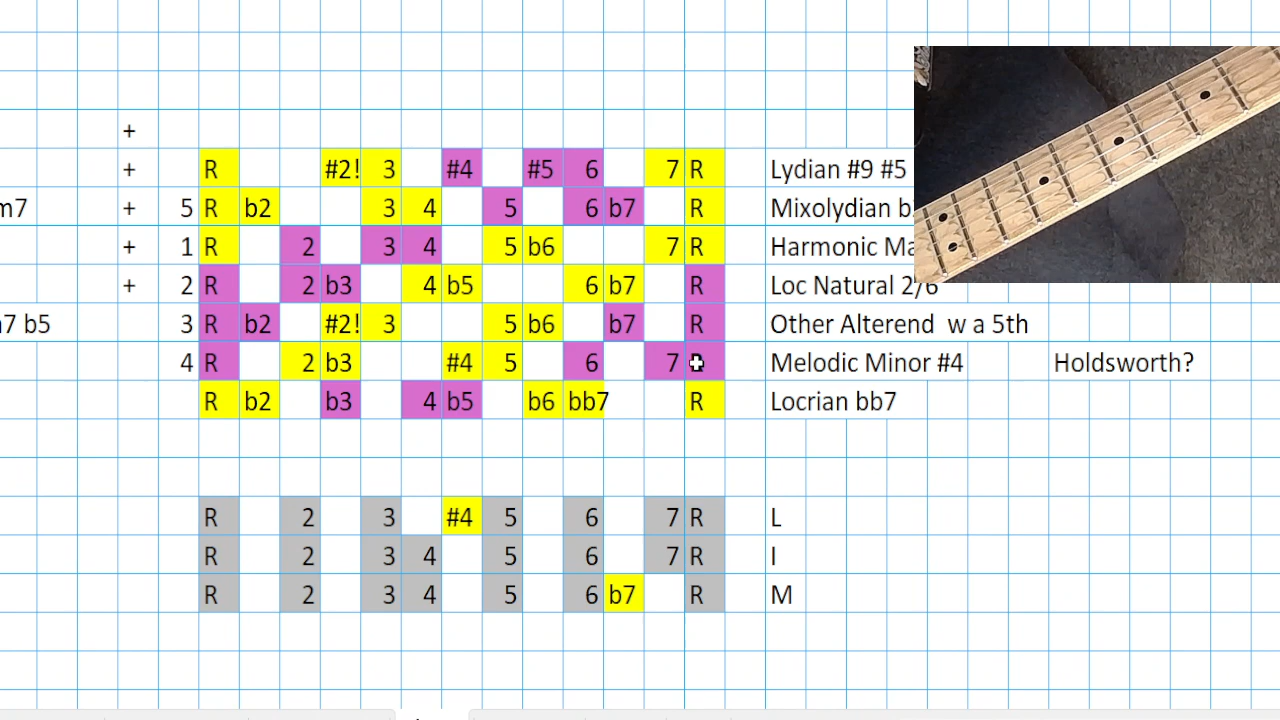 +
+ R #2! 3 #4 #5 6 7 R Lydian #9 #5
m7 + 5 R b2 3 4 5 6 b7 R Mixolydian b
+ 1 R 2 3 4 5 b6 7 R Harmonic Ma
+ 2 R 2 b3 4 b5 6 b7 R Loc Natural 2/6
7 b5 3 R b2 #2! 3 5 b6 b7 R Other Alterend w a 5th
4 R 2 b3 #4 5 6 7 Melodic Minor #4 Holdsworth?
R b2 b3 4 b5 b6 bb7 R Locrian bb7
R 2 3 #4 5 6 7 R L
R 2 3 4 5 6 7 R I
R 2 3 4 5 6 b7 R M